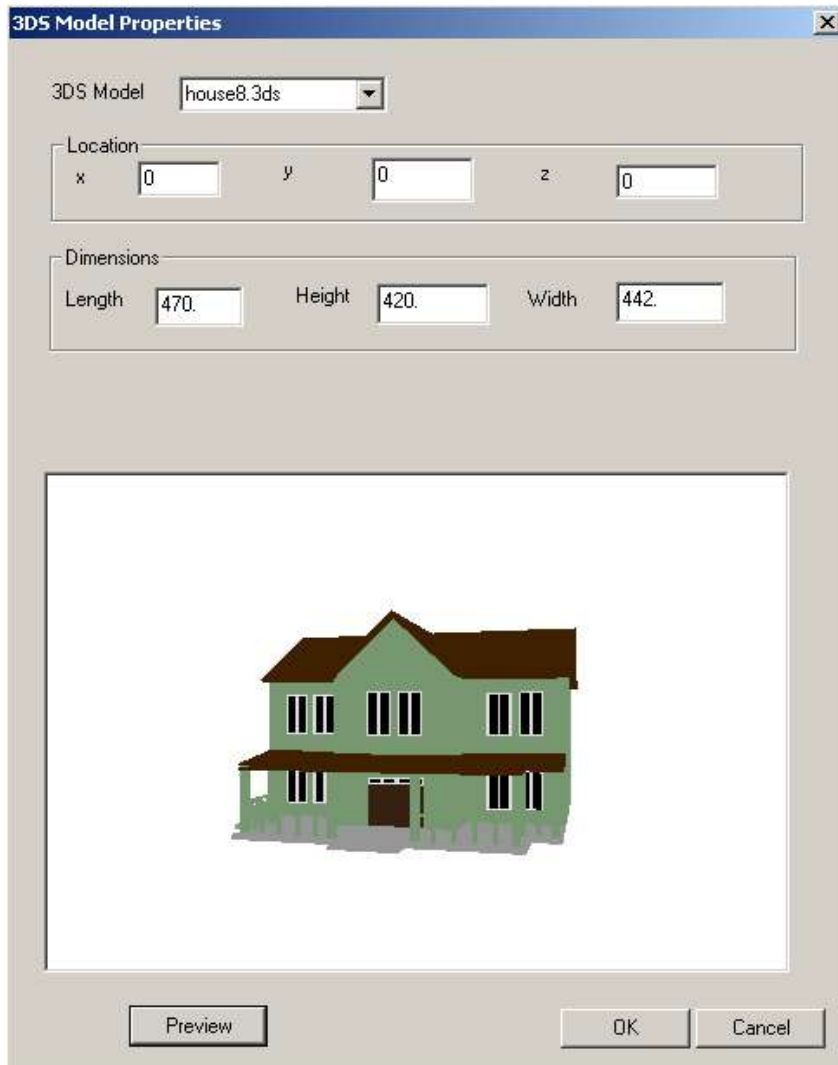 3DS Model Properties
3DS Model house8.3ds
Location
x 0 y 0 z 0
Dimensions
Length 470. Height 420. Width 442.
Preview OK Cancel